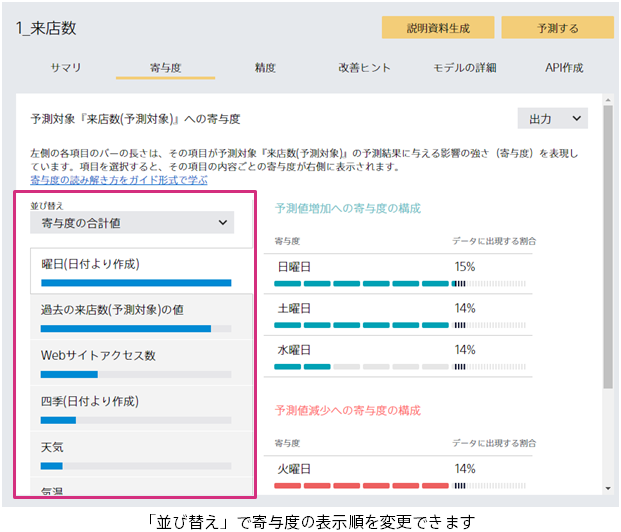 1_来店数
説明資料生成
予測する
サマリ
寄与度
精度
改善ヒント
モデルの詳細
API作成
予測対象『来店数(予測対象)』への寄与度
出力
左側の各項目のバーの長さは、その項目が予測対象『来店数(予測対象)』の予測結果に与える影響の強さ（寄与度）を表現し
ています。項目を選択すると、その項目の内容ごとの寄与度が右側に表示されます。
寄与度の読み解き方をガイド形式で学ぶ
並び替え
寄与度の合計値
曜日(日付より作成)
過去の来店数(予測対象)の値
Webサイトアクセス数
四季(日付より作成)
天気
気温
予測値増加への寄与度の構成
寄与度
データに出現する割合
日曜日
15%
土曜日
14%
水曜日
14%
予測値減少への寄与度の構成
寄与度
データに出現する割合
火曜日
14%
「並び替え」で寄与度の表示順を変更できます